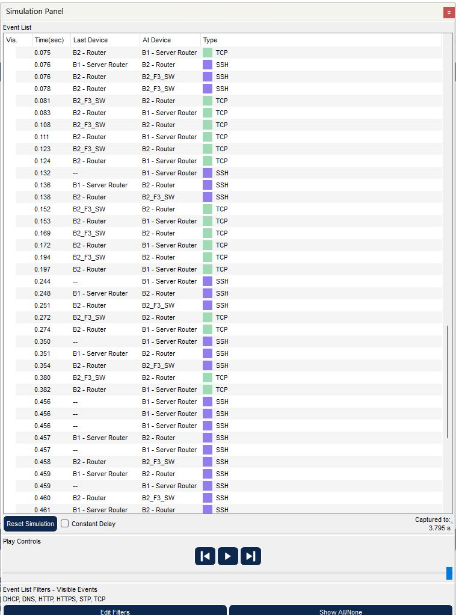 Simulation Panel
Event List
Vis. Time(sec) Last Device At Device Type
0.075 B2 - Router B1 - Server Router TCP
0.076 B1 - Server Router B2 - Router SSH
0.076 B2 - Router B2_F3_SW SSH
0.078 B2 - Router B2_F3_SW SSH
0.081 B2_F3_SW B2 - Router TCP
0.083 B2 - Router B1 - Server Router TCP
0.108 B2_F3_SW B2 - Router TCP
0.111 B2 - Router B1 - Server Router TCP
0.123 B2_F3_SW B2 - Router TCP
0.124 B2 - Router B1 - Server Router TCP
0.132 -- B1 - Server Router SSH
0.136 B1 - Server Router B2 - Router SSH
0.138 B2 - Router B2_F3_SW SSH
0.152 B2_F3_SW B2 - Router TCP
0.153 B2 - Router B1 - Server Router TCP
0.169 B2_F3_SW B2 - Router TCP
0.172 B2 - Router B1 - Server Router TCP
0.194 B2_F3_SW B2 - Router TCP
0.197 B2 - Router B1 - Server Router TCP
0.244 -- B1 - Server Router SSH
0.248 B1 - Server Router B2 - Router SSH
0.251 B2 - Router B2_F3_SW SSH
0.272 B2_F3_SW B2 - Router TCP
0.274 B2 - Router B1 - Server Router TCP
0.350 -- B1 - Server Router SSH
0.351 B1 - Server Router B2 - Router SSH
0.354 B2 - Router B2_F3_SW SSH
0.380 B2_F3_SW B2 - Router TCP
0.382 B2 - Router B1 - Server Router TCP
0.456 -- B1 - Server Router SSH
0.456 -- B1 - Server Router SSH
0.456 -- B1 - Server Router SSH
0.457 B1 - Server Router B2 - Router SSH
0.457 -- B1 - Server Router SSH
0.458 B2 - Router B2_F3_SW SSH
0.459 B1 - Server Router B2 - Router SSH
0.459 -- B1 - Server Router SSH
0.460 B2 - Router B2_F3_SW SSH
0.461 B1 - Server Router B2 - Router SSH
Reset Simulation Constant Delay Captured to:
3.795 s
Play Controls
Event List Filters - Visible Events
DHCP, DNS, HTTP, HTTPS, STP, TCP
Edit Filters Show All/None